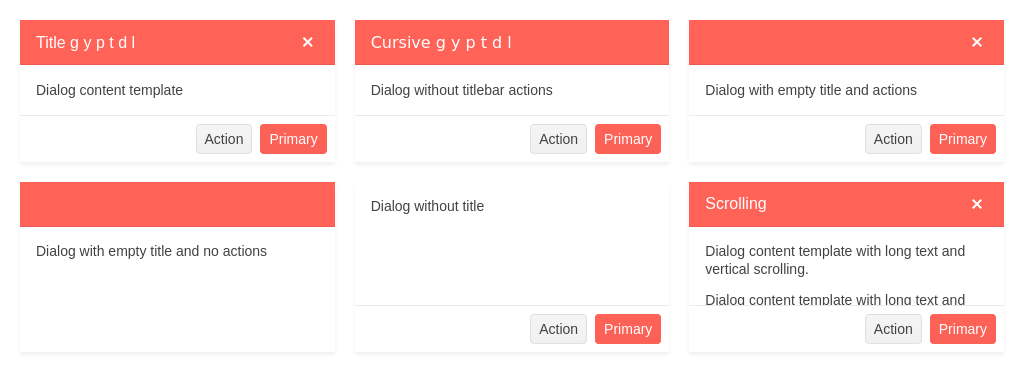 Title g y p t d l ×
Dialog content template
Action Primary
Cursive g y p t d l
Dialog without titlebar actions
Action Primary
×
Dialog with empty title and actions
Action Primary
Dialog with empty title and no actions
Dialog without title
Action Primary
Scrolling ×
Dialog content template with long text and
vertical scrolling.
Dialog content template with long text and
Action Primary